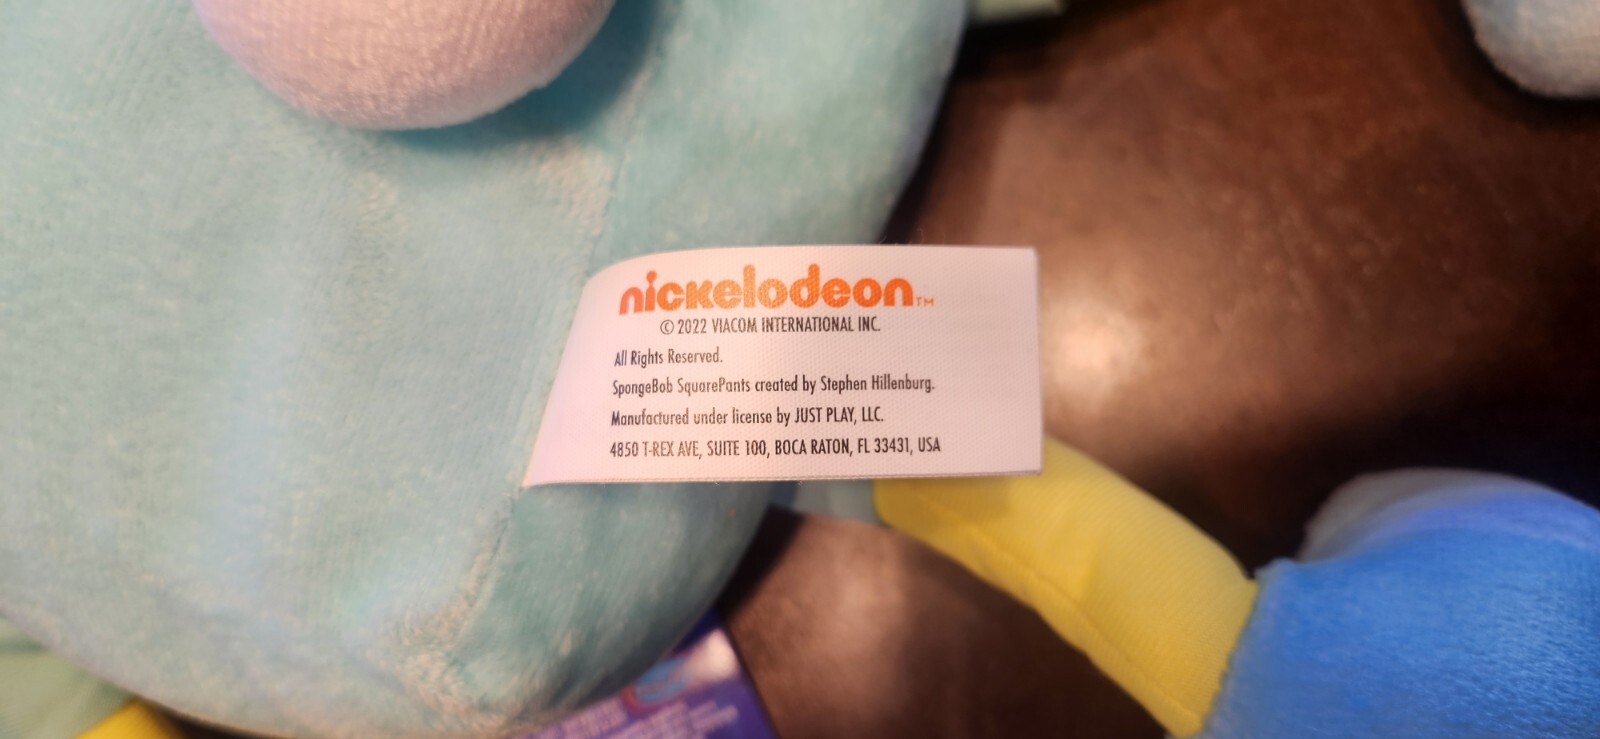 nickelodeon™
© 2022 VIACOM INTERNATIONAL INC.
All Rights Reserved.
SpongeBob SquarePants created by Stephen Hillenburg.
Manufactured under license by JUST PLAY, LLC.
4850 T-REX AVE, SUITE 100, BOCA RATON, FL 33431, USA